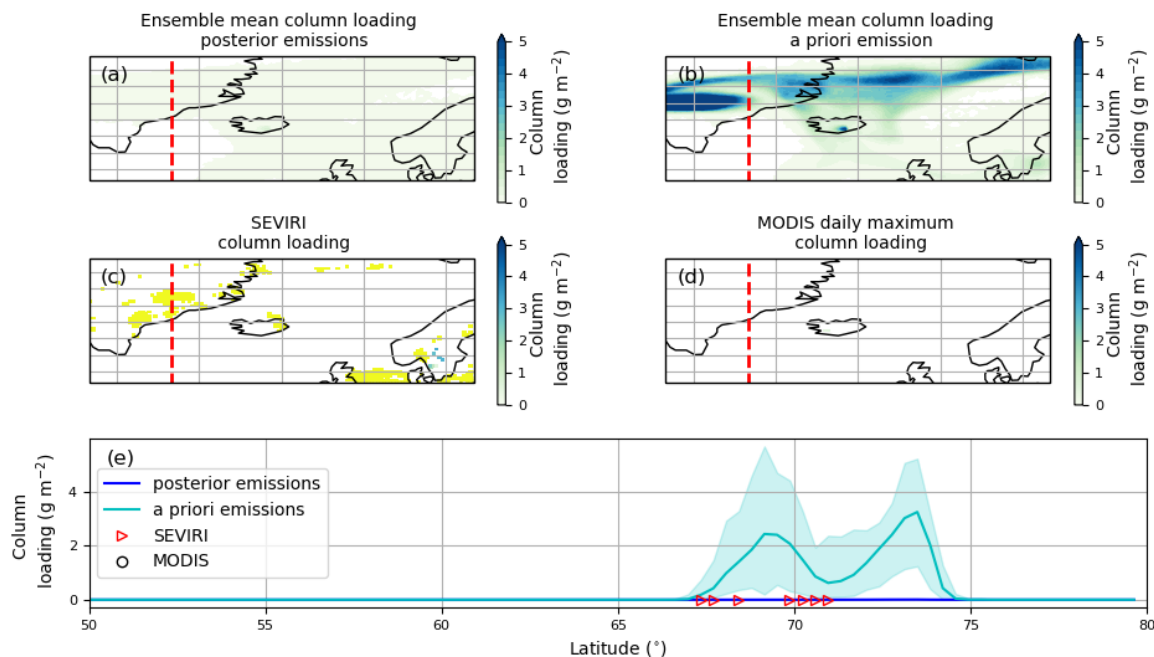 Ensemble mean column loading
posterior emissions
(a)
5
4
3
2
1
0
Column
loading (g m⁻²)
Ensemble mean column loading
a priori emission
(b)
5
4
3
2
1
0
Column
loading (g m⁻²)
SEVIRI
column loading
(c)
5
4
3
2
1
0
Column
loading (g m⁻²)
MODIS daily maximum
column loading
(d)
5
4
3
2
1
0
Column
loading (g m⁻²)
(e)
posterior emissions
a priori emissions
SEVIRI
MODIS
4
2
0
Column
loading (g m⁻²)
50 55 60 65 70 75 80
Latitude (°)